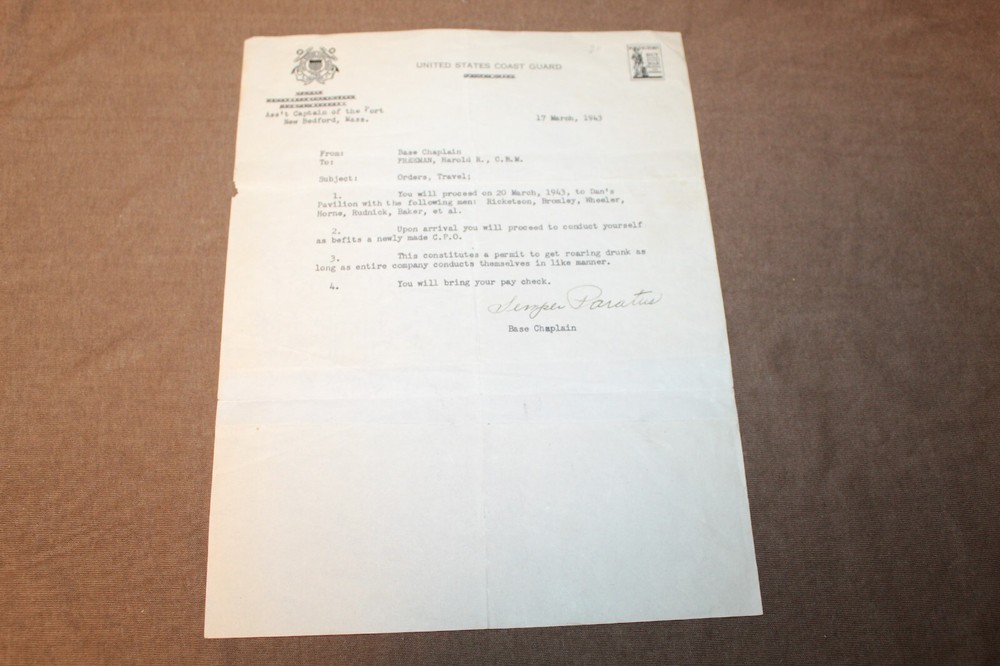 UNITED STATES COAST GUARD
Ass't Captain of the Port
New Bedford, Mass.
17 March, 1943
From: Base Chaplain
To: FREEMAN, Harold R., C.B.M.
Subject: Orders, Travel;
1. You will proceed on 20 March, 1943, to Dan's
Pavilion with the following men: Ricketson, Bromley, Wheeler,
Horne, Rudnick, Baker, et al.
2. Upon arrival you will proceed to conduct yourself
as befits a newly made C.P.O.
3. This constitutes a permit to get roaring drunk as
long as entire company conducts themselves in like manner.
4. You will bring your pay check.
Semper Paratus
Base Chaplain